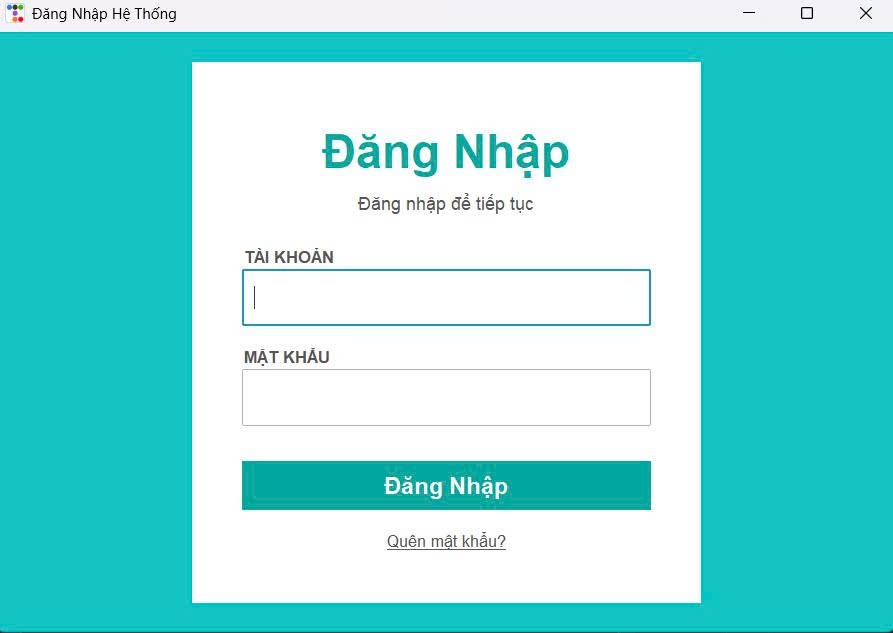 Đăng Nhập Hệ Thống
Đăng Nhập
Đăng nhập để tiếp tục
TÀI KHOẢN
MẬT KHẨU
Đăng Nhập
Quên mật khẩu?